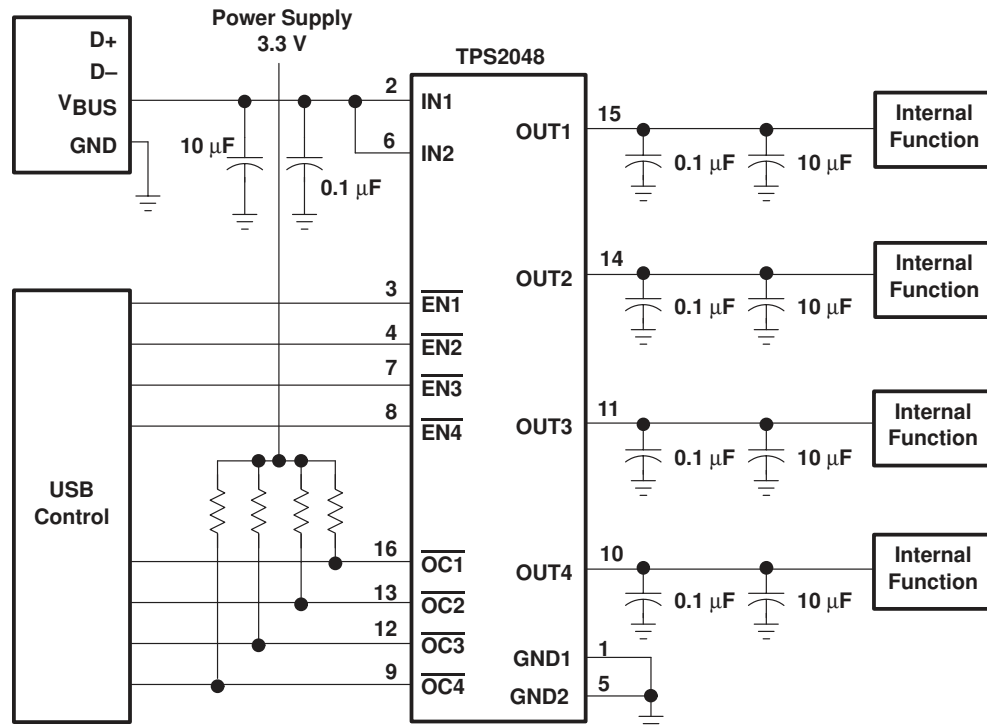 Power Supply
3.3 V
D+
D–
VBUS
GND
10 μF
0.1 μF
TPS2048
2
IN1
6
IN2
3
EN1
4
EN2
7
EN3
8
EN4
16
OC1
13
OC2
12
OC3
9
OC4
USB
Control
OUT1
15
0.1 μF
10 μF
Internal
Function
OUT2
14
0.1 μF
10 μF
Internal
Function
OUT3
11
0.1 μF
10 μF
Internal
Function
OUT4
10
0.1 μF
10 μF
Internal
Function
GND1
1
GND2
5